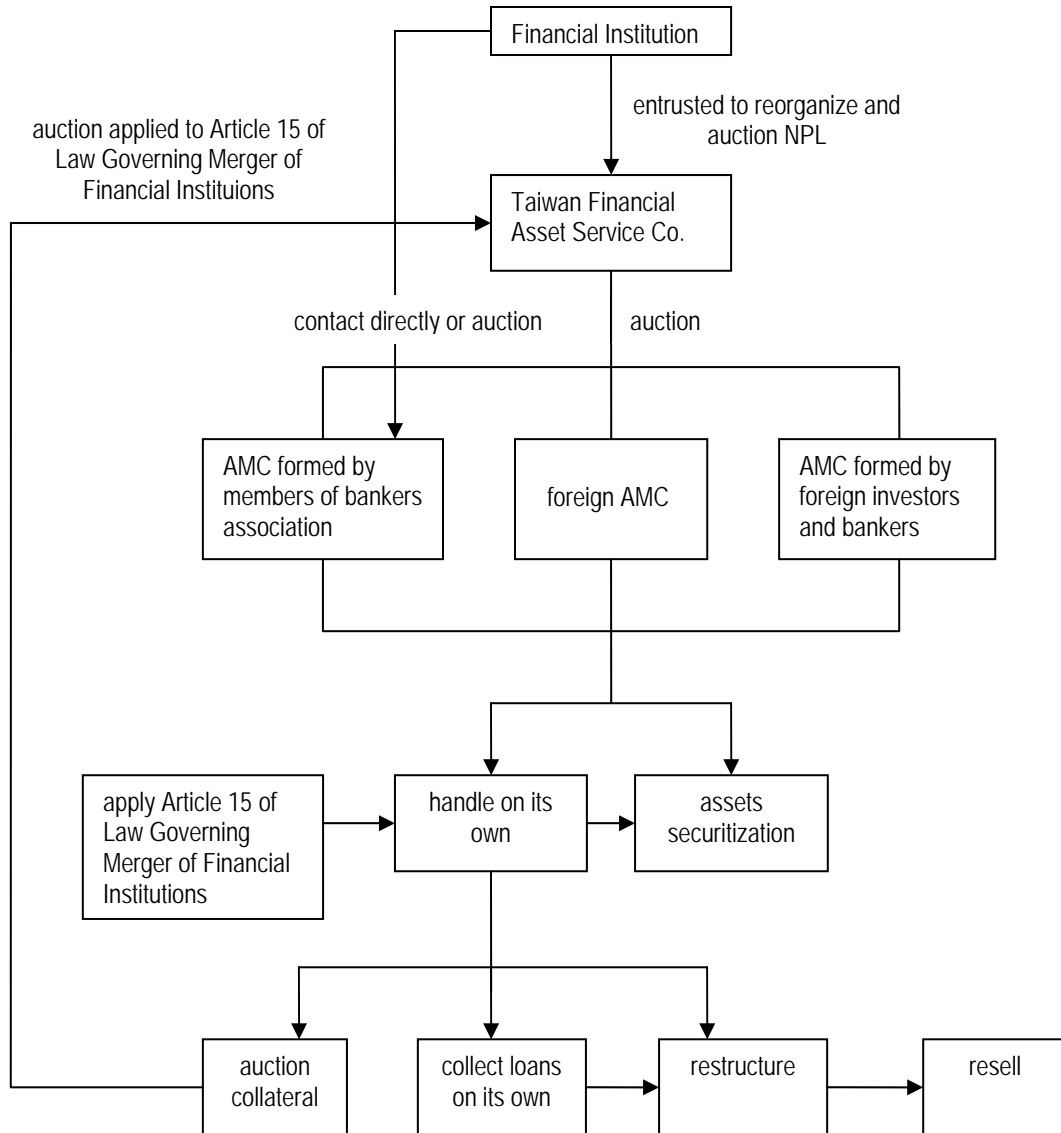 Financial Institution
entrusted to reorganize and
auction NPL
auction applied to Article 15 of
Law Governing Merger of
Financial Instituions
Taiwan Financial
Asset Service Co.
contact directly or auction
auction
AMC formed by
members of bankers
association
foreign AMC
AMC formed by
foreign investors
and bankers
apply Article 15 of
Law Governing
Merger of Financial
Institutions
handle on its
own
assets
securitization
auction
collateral
collect loans
on its own
restructure
resell